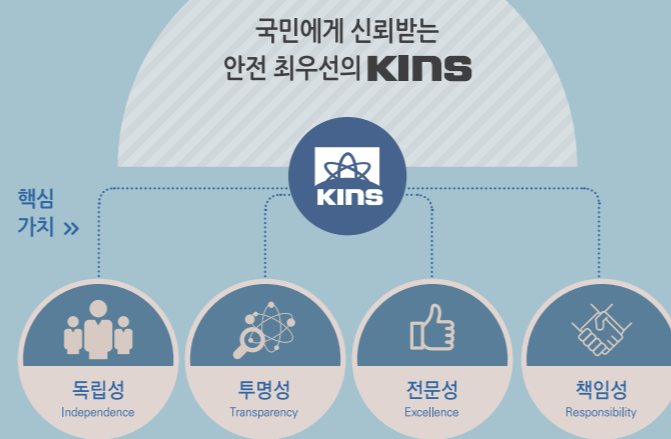 국민에게 신뢰받는
안전 최우선의 KINS
KINS
핵심
가치 »
독립성
Independence
투명성
Transparency
전문성
Excellence
책임성
Responsibility